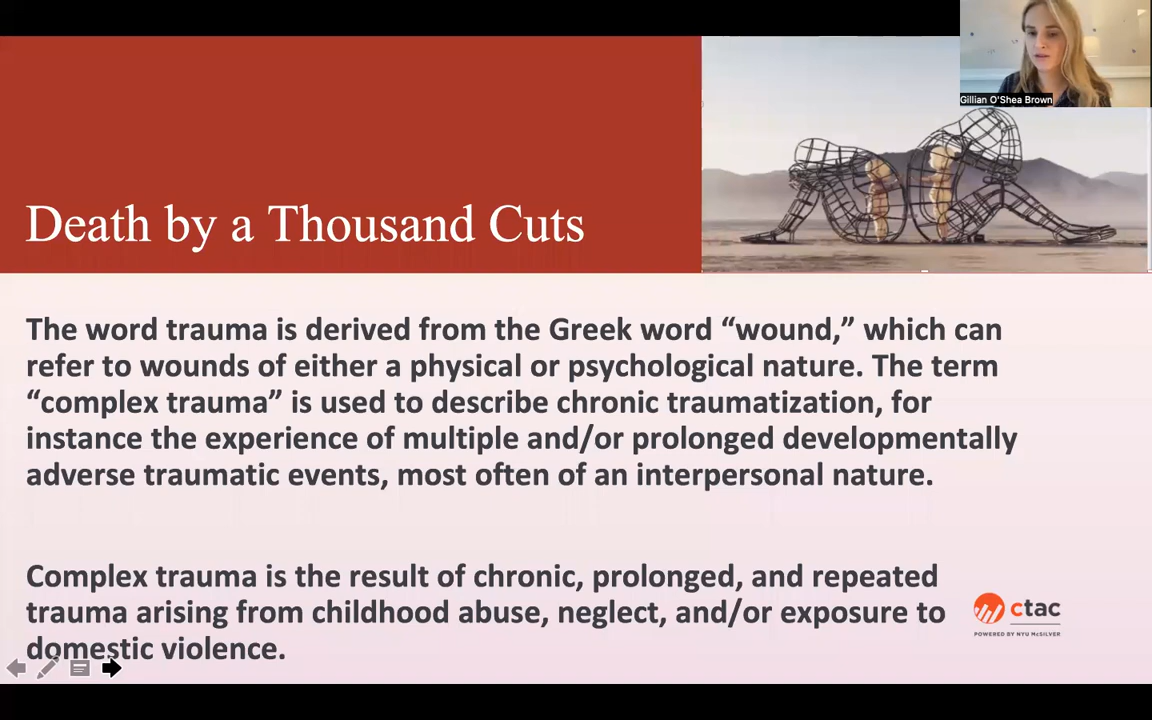 Gillian O'Shea Brown
Death by a Thousand Cuts
The word trauma is derived from the Greek word “wound,” which can
refer to wounds of either a physical or psychological nature. The term
“complex trauma” is used to describe chronic traumatization, for
instance the experience of multiple and/or prolonged developmentally
adverse traumatic events, most often of an interpersonal nature.
Complex trauma is the result of chronic, prolonged, and repeated
trauma arising from childhood abuse, neglect, and/or exposure to
domestic violence.
ctac
POWERED BY NYU McSILVER